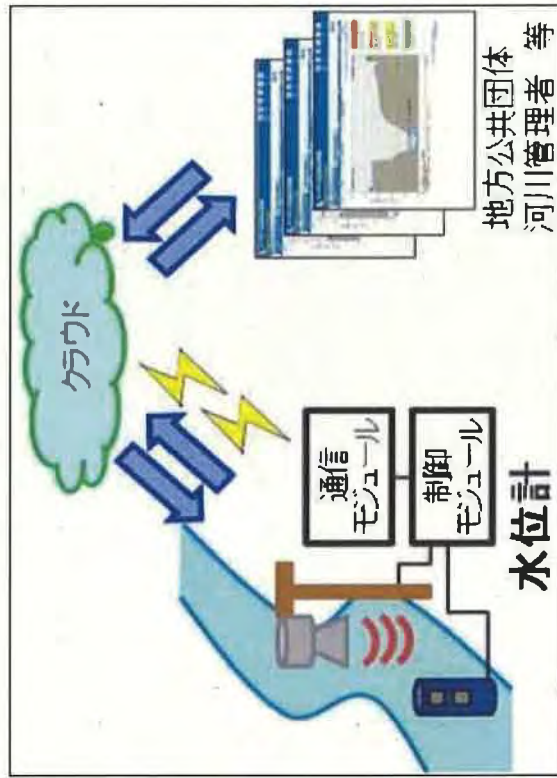 クラウド
通信
モジュール
制御
モジュール
水位計
地方公共団体
河川管理者 等